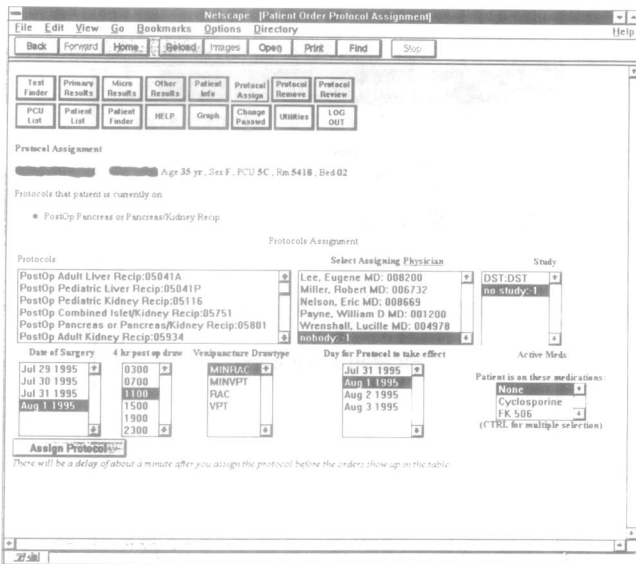 Netscape [Patient Order Protocol Assignment]
File Edit View Go Bookmarks Options Directory Help
Back Forward Home Reload Images Open Print Find Stop
Test Finder Primary Results Micro Results Other Results Patient Info Protocol Assign Protocol Remove Protocol Review
PCU List Patient List Patient Finder HELP Graph Change Passwd Utilities LOG OUT
Protocol Assignment
Age 35 yr, Sex F, PCU 5C, Rm 5418, Bed 02
Protocols that patient is currently on
PostOp Pancreas or Pancreas/Kidney Recip
Protocols Assignment
Protocols Select Assigning Physician Study
PostOp Adult Liver Recip:05041A Lee, Eugene MD: 008200 DST:DST
PostOp Pediatric Liver Recip:05041P Miller, Robert MD: 006732 no study:-1
PostOp Pediatric Kidney Recip:05116 Nelson, Eric MD: 008669
PostOp Combined Islet/Kidney Recip:05751 Payne, William D MD: 001200
PostOp Pancreas or Pancreas/Kidney Recip:05801 Wrenshall, Lucille MD: 004978
PostOp Adult Kidney Recip:05934 nobody:-1
Date of Surgery 4 hr post op draw Venipuncture Drawtype Day for Protocol to take effect Active Meds
Jul 29 1995 0300 MINRAC Jul 31 1995 Patient is on these medications:
Jul 30 1995 0700 MINVPT Aug 1 1995 None
Jul 31 1995 1100 RAC Aug 2 1995 Cyclosporine
Aug 1 1995 1500 VPT Aug 3 1995 FK 506
1900 (CTRL for multiple selection)
2300
Assign Protocol
There will be a delay of about a minute after you assign the protocol before the orders show up in the table